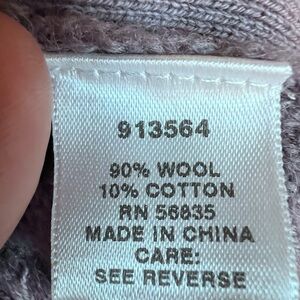 913564
90% WOOL
10% COTTON
RN 56835
MADE IN CHINA
CARE:
SEE REVERSE